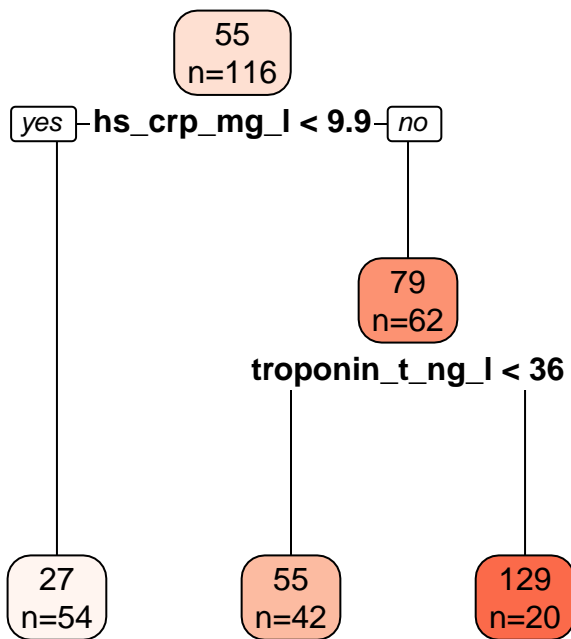 55
n=116
yes hs_crp_mg_l < 9.9 no
79
n=62
troponin_t_ng_l < 36
27
n=54
55
n=42
129
n=20